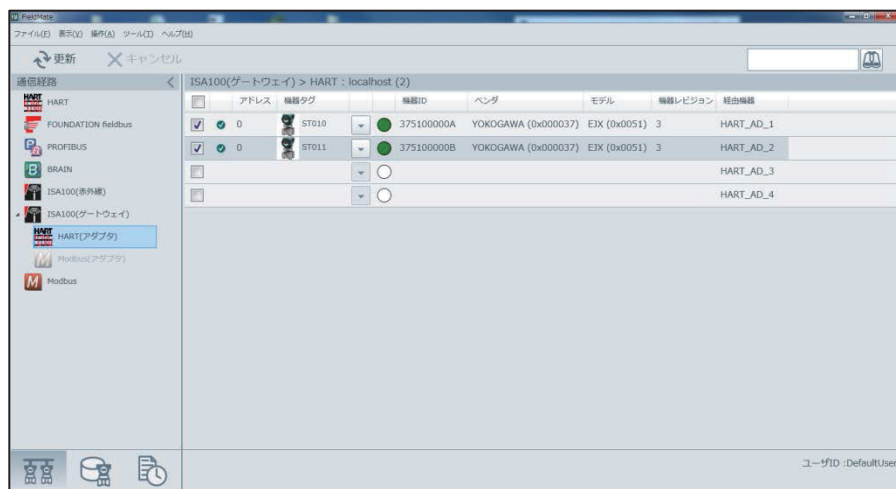 FieldMate
ファイル(F) 表示(V) 操作(A) ツール(T) ヘルプ(H)
更新 キャンセル
通信経路
ISA100(ゲートウェイ) > HART : localhost (2)
アドレス 機器タグ 機器ID ベンダ モデル 機器レビジョン 経由機器
HART HART
FOUNDATION fieldbus
PROFIBUS
BRAIN
ISA100(赤外線)
ISA100(ゲートウェイ)
HART HART(アダプタ)
Modbus(アダプタ)
Modbus
0 ST010 375100000A YOKOGAWA (0x000037) EJX (0x0051) 3 HART_AD_1
0 ST011 375100000B YOKOGAWA (0x000037) EJX (0x0051) 3 HART_AD_2
HART_AD_3
HART_AD_4
ユーザID :DefaultUser